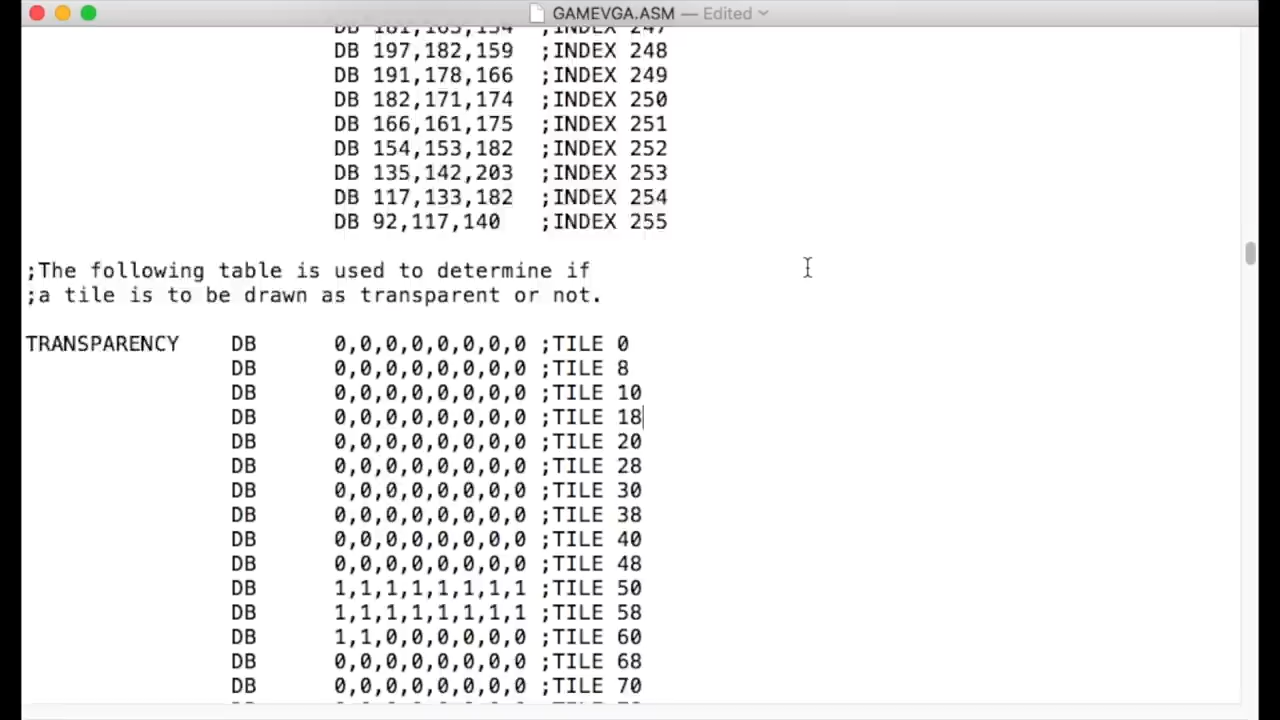 GAMEVGA.ASM — Edited
DB 181,165,154 ;INDEX 247
DB 197,182,159 ;INDEX 248
DB 191,178,166 ;INDEX 249
DB 182,171,174 ;INDEX 250
DB 166,161,175 ;INDEX 251
DB 154,153,182 ;INDEX 252
DB 135,142,203 ;INDEX 253
DB 117,133,182 ;INDEX 254
DB 92,117,140 ;INDEX 255
;The following table is used to determine if
;a tile is to be drawn as transparent or not.
TRANSPARENCY DB 0,0,0,0,0,0,0,0 ;TILE 0
DB 0,0,0,0,0,0,0,0 ;TILE 8
DB 0,0,0,0,0,0,0,0 ;TILE 10
DB 0,0,0,0,0,0,0,0 ;TILE 18
DB 0,0,0,0,0,0,0,0 ;TILE 20
DB 0,0,0,0,0,0,0,0 ;TILE 28
DB 0,0,0,0,0,0,0,0 ;TILE 30
DB 0,0,0,0,0,0,0,0 ;TILE 38
DB 0,0,0,0,0,0,0,0 ;TILE 40
DB 0,0,0,0,0,0,0,0 ;TILE 48
DB 1,1,1,1,1,1,1,1 ;TILE 50
DB 1,1,1,1,1,1,1,1 ;TILE 58
DB 1,1,0,0,0,0,0,0 ;TILE 60
DB 0,0,0,0,0,0,0,0 ;TILE 68
DB 0,0,0,0,0,0,0,0 ;TILE 70